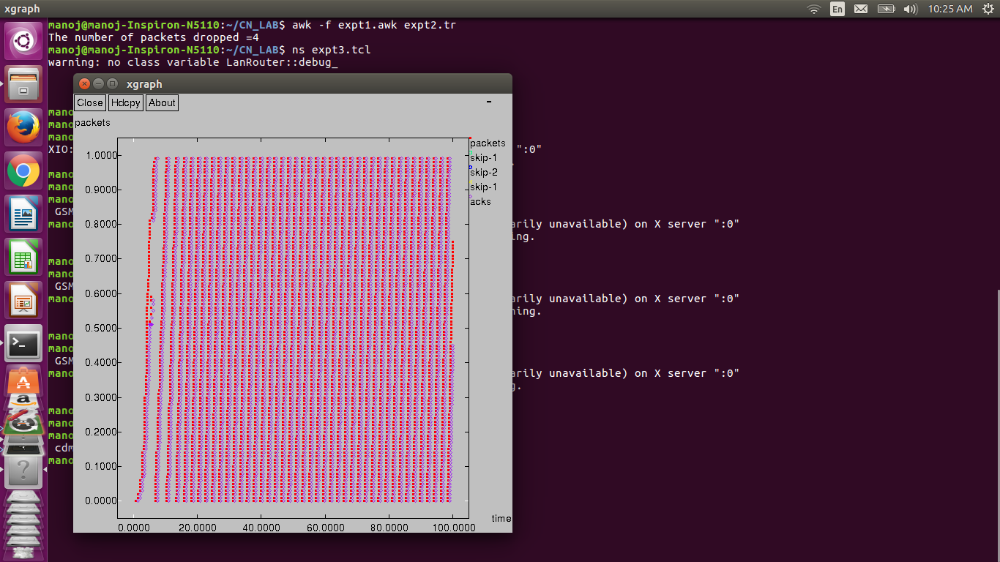 xgraph
En
10:25 AM
manoj@manoj-Inspiron-N5110:~/CN_LAB$ awk -f expt1.awk expt2.tr
The number of packets dropped =4
manoj@manoj-Inspiron-N5110:~/CN_LAB$ ns expt3.tcl
warning: no class variable LanRouter::debug_
xgraph
Close
Hdcpy
About
packets
packets
skip-1
skip-2
skip-1
acks
1.0000
0.9000
0.8000
0.7000
0.6000
0.5000
0.4000
0.3000
0.2000
0.1000
0.0000
time
0.0000 20.0000 40.0000 60.0000 80.0000 100.0000
mano
mano
mano
XIO: ":0"
mano
mano
mano
GSM
mano arily unavailable) on X server ":0"
ing.
mano
mano
GSM
mano arily unavailable) on X server ":0"
ning.
mano
mano
GSM
mano arily unavailable) on X server ":0"
g.
mano
mano
mano
cdm
mano